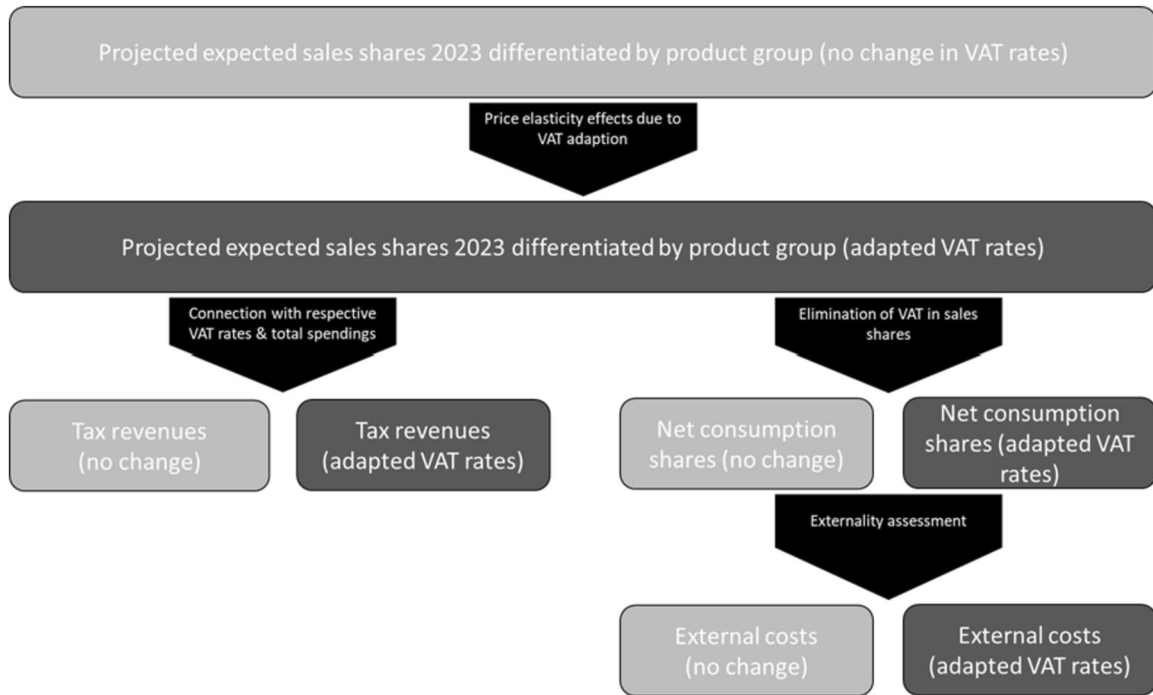 Projected expected sales shares 2023 differentiated by product group (no change in VAT rates)
Price elasticity effects due to
VAT adaption
Projected expected sales shares 2023 differentiated by product group (adapted VAT rates)
Connection with respective
VAT rates & total spendings
Elimination of VAT in sales
shares
Tax revenues
(no change)
Tax revenues
(adapted VAT rates)
Net consumption
shares (no change)
Net consumption
shares (adapted VAT
rates)
Externality assessment
External costs
(no change)
External costs
(adapted VAT rates)